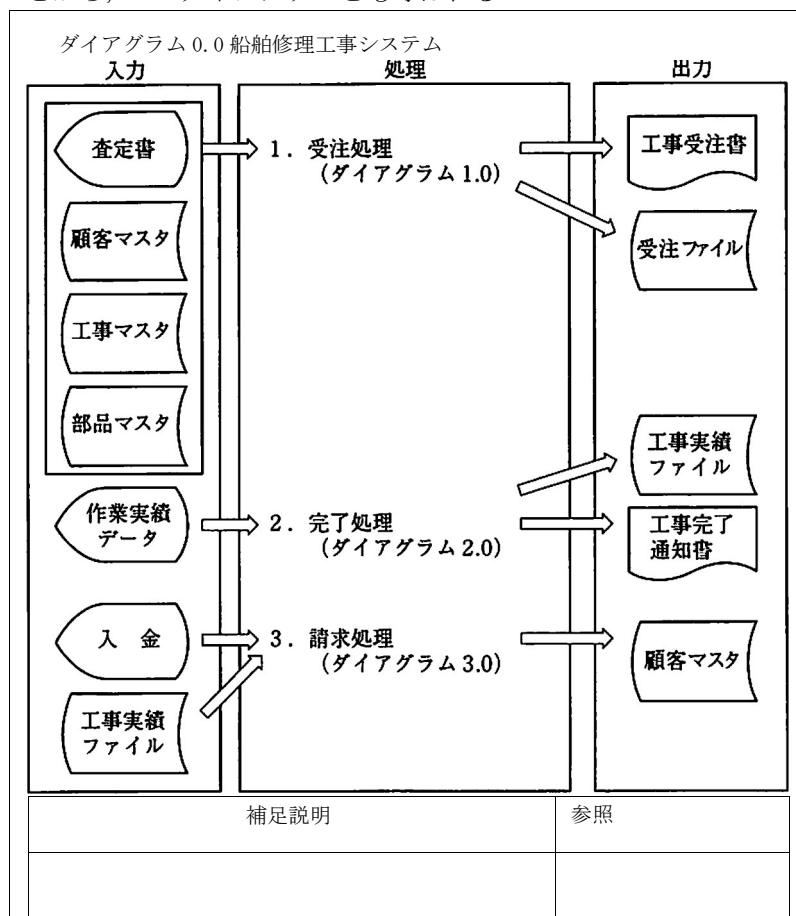 ダイアグラム0.0 船舶修理工事システム
入力
処理
出力
査定書
顧客マスタ
工事マスタ
部品マスタ
作業実績
データ
入 金
工事実績
ファイル
1. 受注処理
(ダイアグラム1.0)
2. 完了処理
(ダイアグラム2.0)
3. 請求処理
(ダイアグラム3.0)
工事受注書
受注ファイル
工事実績
ファイル
工事完了
通知書
顧客マスタ
補足説明
参照